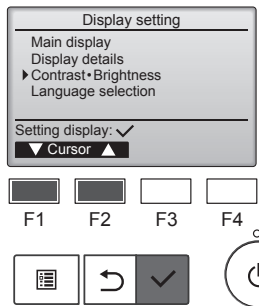 Display setting
Main display
Display details
Contrast•Brightness
Language selection
Setting display:
Cursor
F1 F2 F3 F4